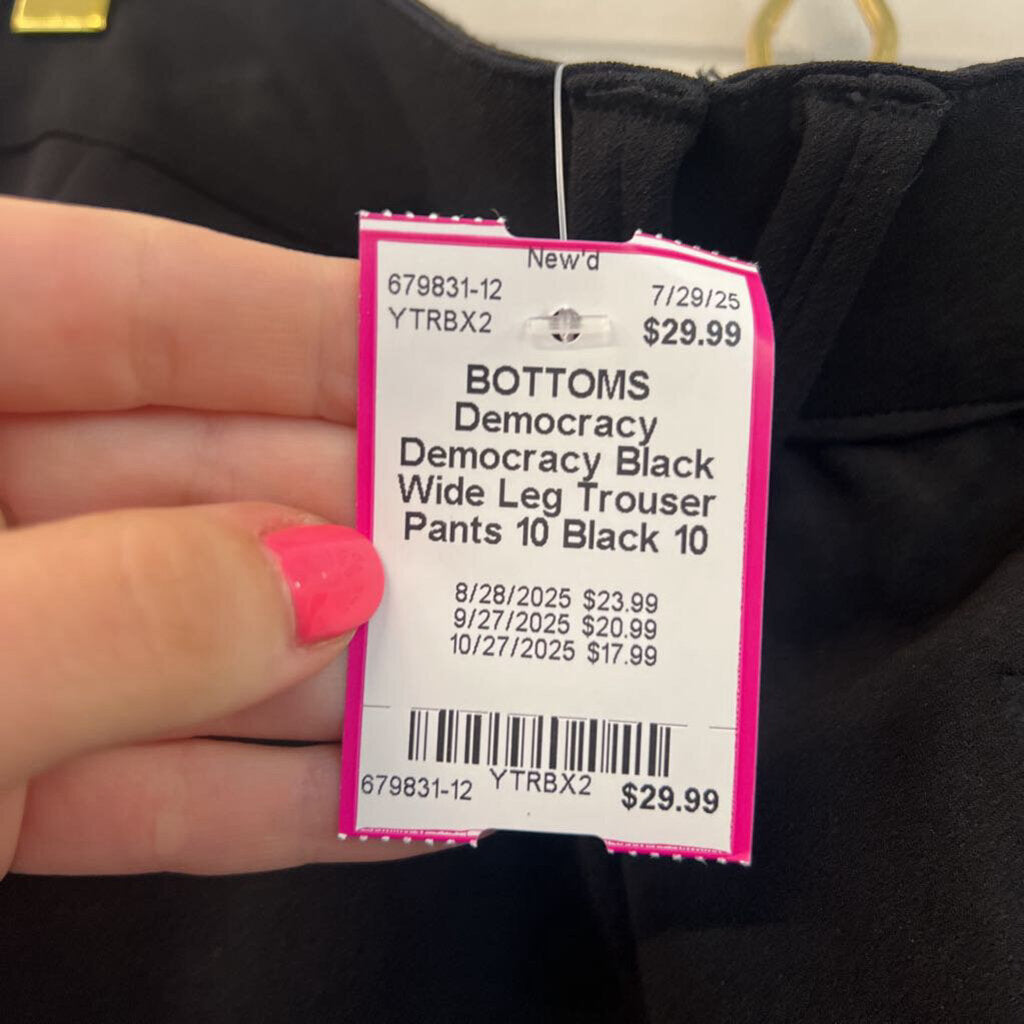 New'd
679831-12 7/29/25
YTRBX2 $29.99
BOTTOMS
Democracy
Democracy Black
Wide Leg Trouser
Pants 10 Black 10
8/28/2025 $23.99
9/27/2025 $20.99
10/27/2025 $17.99
679831-12 YTRBX2 $29.99